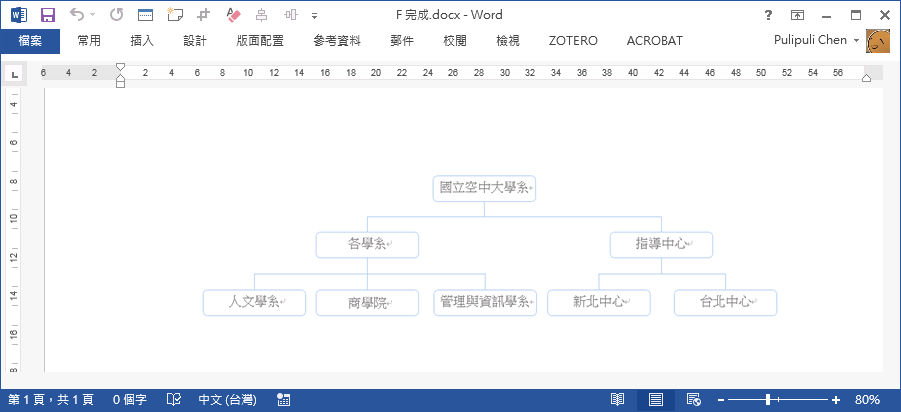 F 完成.docx - Word
檔案 常用 插入 設計 版面配置 參考資料 郵件 校閱 檢視 ZOTERO ACROBAT Pulipuli Chen
L 6 4 2 2 4 6 8 10 12 14 16 18 20 22 24 26 28 30 32 34 36 38 40 42 44 46 48 50 52 54 56
4
6
8
10
12
14
16
8
國立空中大學系
各學系 指導中心
人文學系 商學院 管理與資訊學系 新北中心 台北中心
第 1 頁，共 1 頁 0 個字 中文 (台灣) 80%